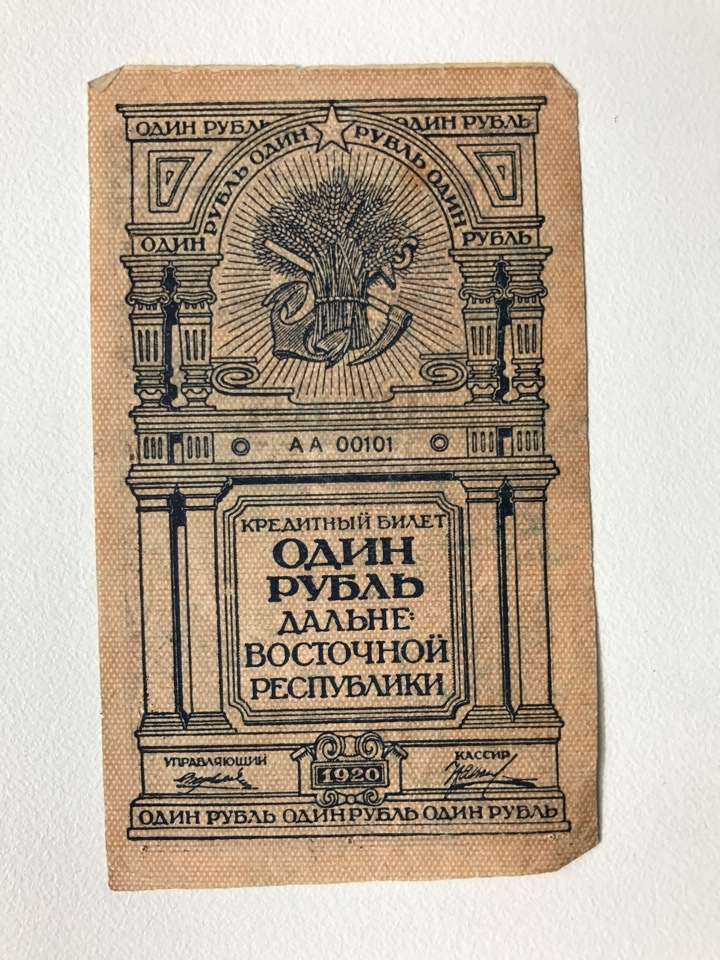 ОДИН РУБЛЬ
ОДИН РУБЛЬ
ОДИН РУБЛЬ ОДИН РУБЛЬ ОДИН РУБЛЬ
АА 00101
КРЕДИТНЫЙ БИЛЕТ
ОДИН
РУБЛЬ
ДАЛЬНЕ-
ВОСТОЧНОЙ
РЕСПУБЛИКИ
УПРАВЛЯЮЩИЙ
КАССИР
1920
ОДИН РУБЛЬ ОДИН РУБЛЬ ОДИН РУБЛЬ